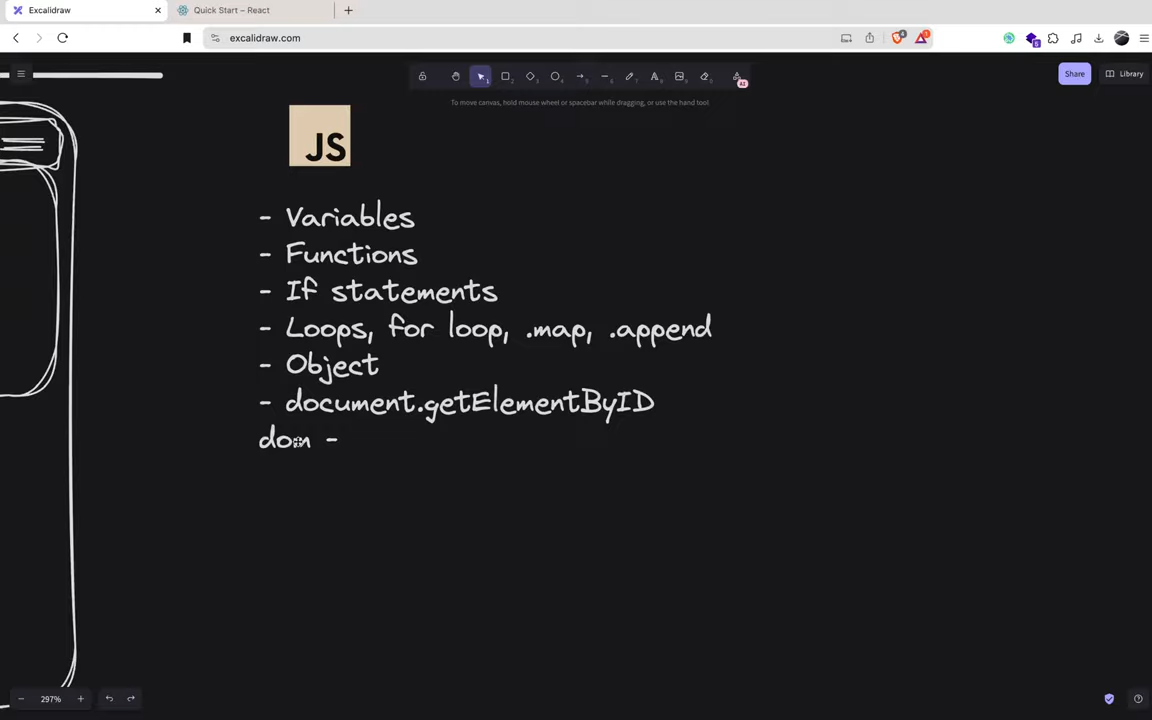 Excalidraw
Quick Start – React
excalidraw.com
To move canvas, hold mouse wheel or spacebar while dragging, or use the hand tool
Share
Library
JS
- Variables
- Functions
- If statements
- Loops, for loop, .map, .append
- Object
- document.getElementByID
dom -
297%